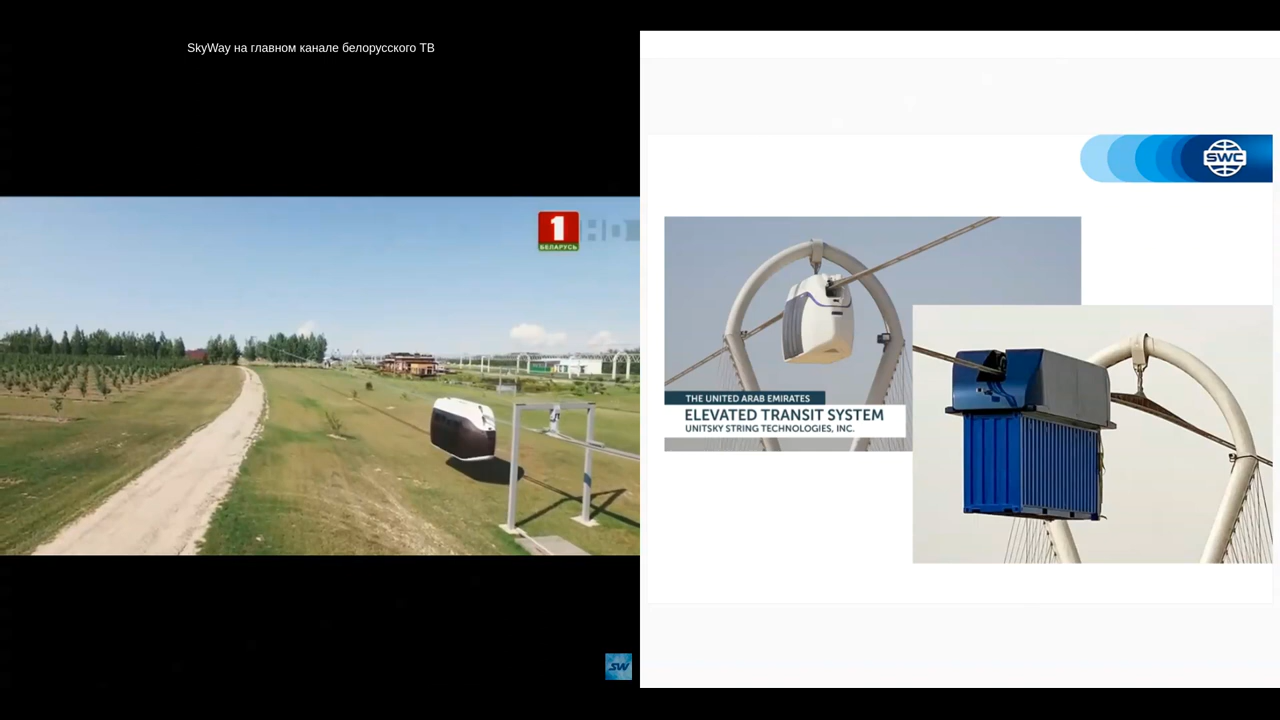 SkyWay на главном канале белорусского ТВ
1
HD
БЕЛАРУСЬ
SW
SWC
THE UNITED ARAB EMIRATES
ELEVATED TRANSIT SYSTEM
UNITSKY STRING TECHNOLOGIES, INC.